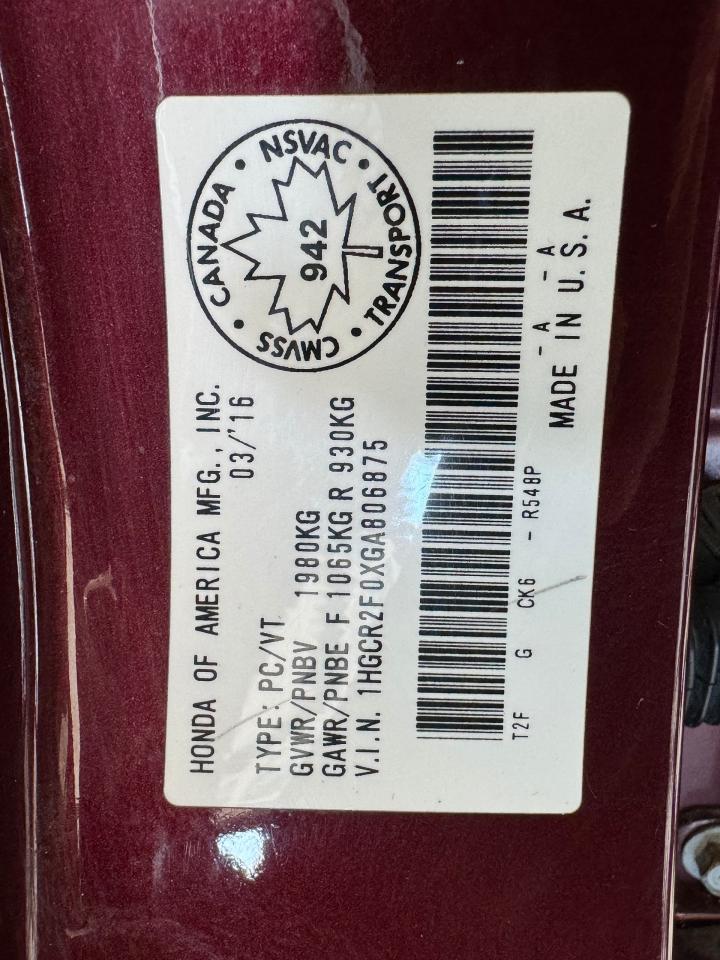 HONDA OF AMERICA MFG., INC.
03/'16
TYPE: PC/VT
GVWR/PNBV 1980KG
GAWR/PNBE F 1065KG R 930KG
V.I.N. 1HGCR2F0XGA806875
CANADA • NSVAC • TRANSPORT • CMVSS •
942
T2F G CK6 - R548P - A - A
MADE IN U.S.A.